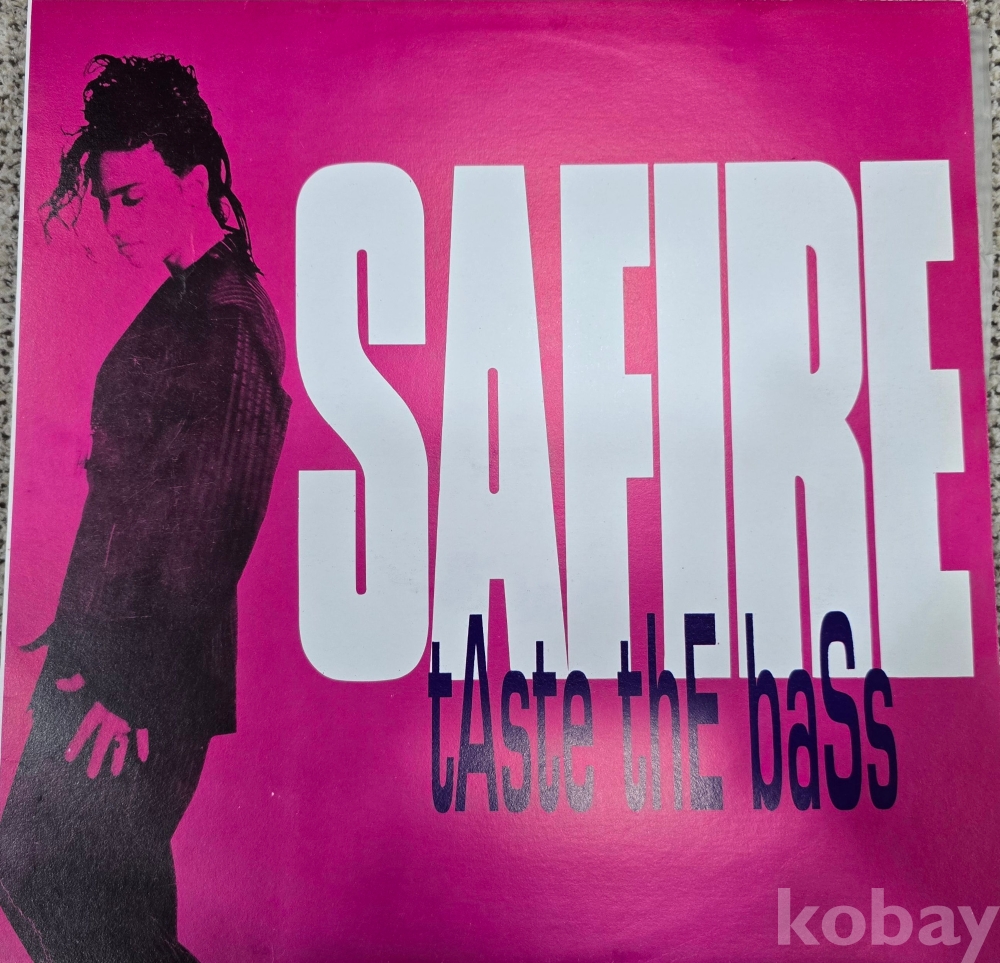 SAFIRE
tAste thE baSs
kobay